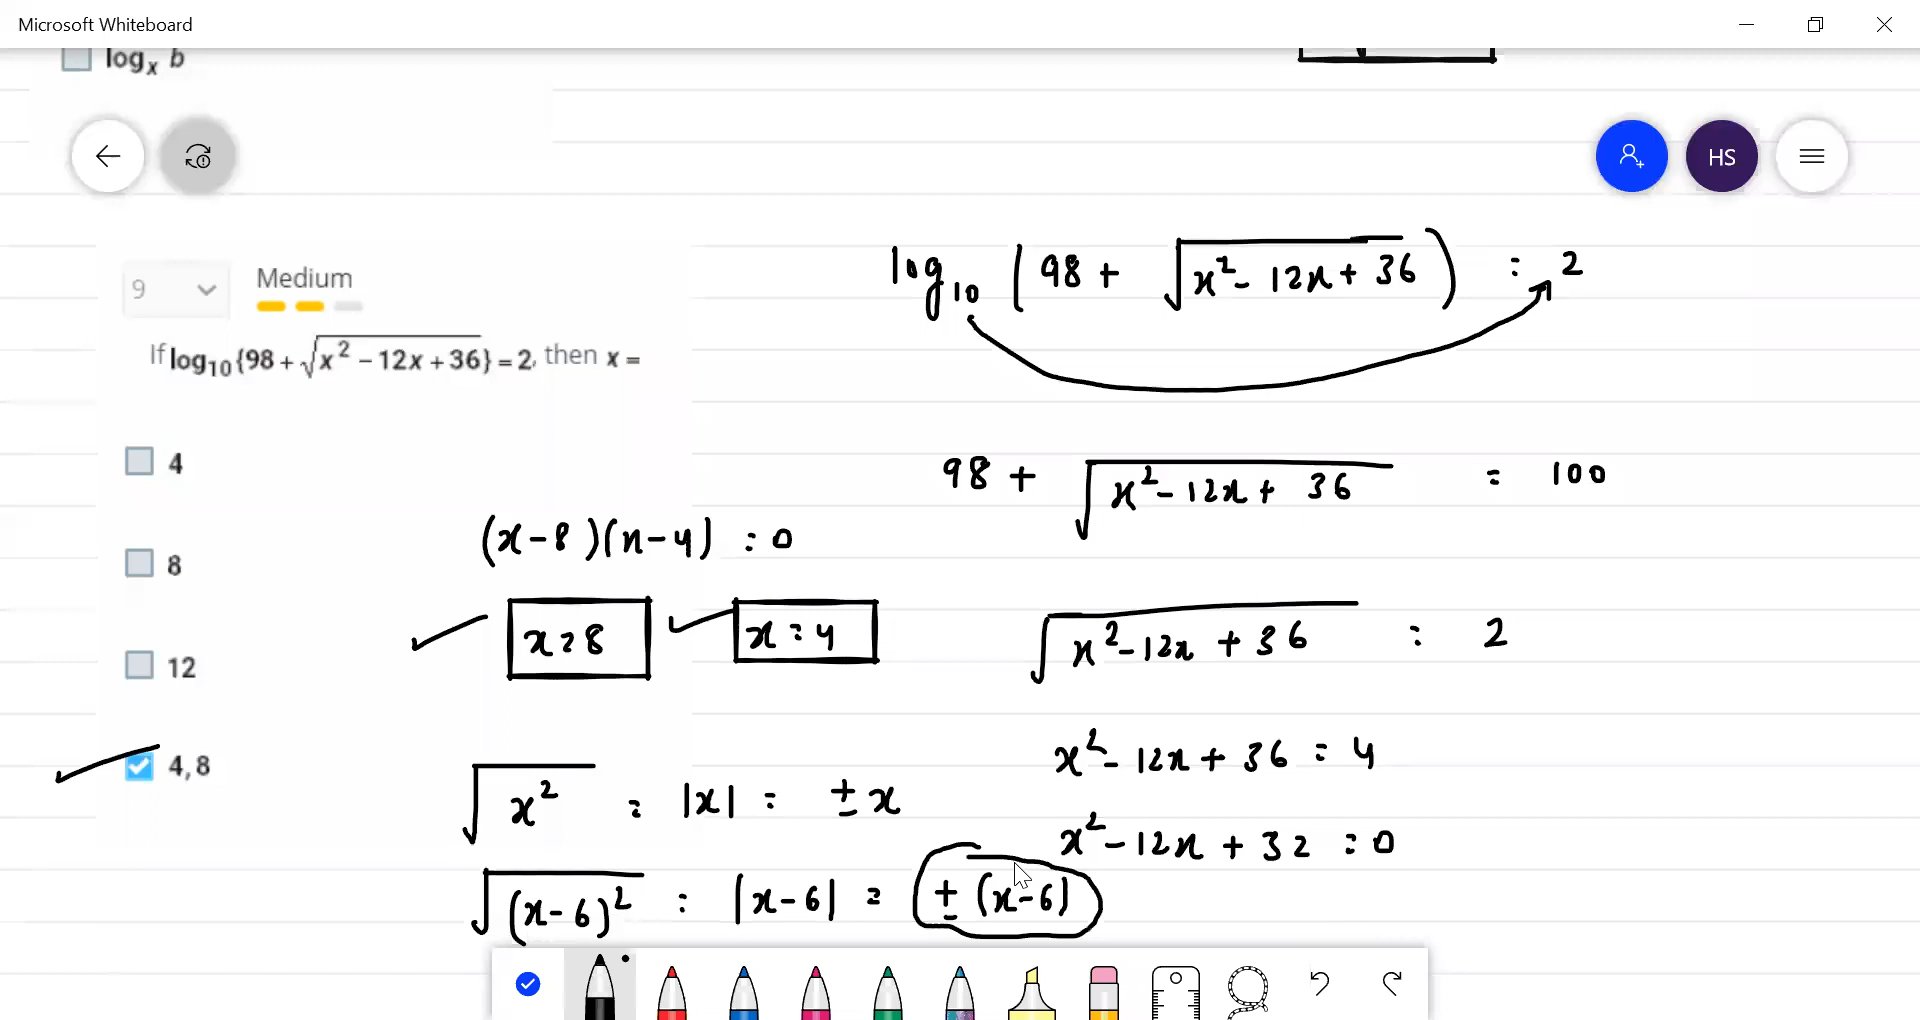 Microsoft Whiteboard
logₓ b
HS
9
Medium
If log₁₀{98 + √(x² − 12x + 36)} = 2, then x =
4
8
12
4, 8
log₁₀ (98 + √(x² - 12x + 36)) = 2
98 + √(x² - 12x + 36) = 100
(x - 8)(x - 4) = 0
x = 8
x = 4
√(x² - 12x + 36) = 2
x² - 12x + 36 = 4
√(x²) = |x| = ± x
x² - 12x + 32 = 0
√((x - 6)²) = |x - 6| = ± (x - 6)